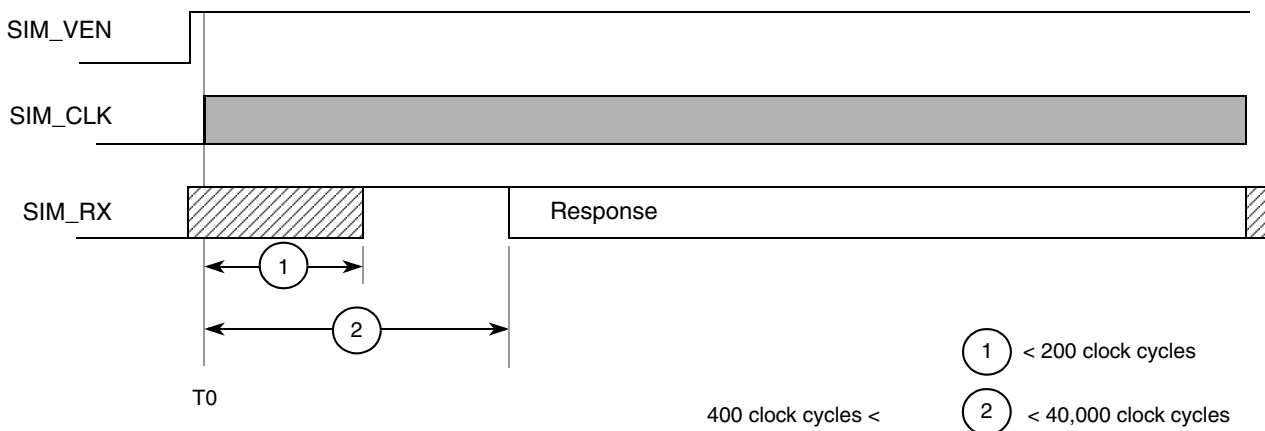 SIM_VEN
SIM_CLK
SIM_RX
Response
1
2
T0
1 < 200 clock cycles
400 clock cycles < 2 < 40,000 clock cycles